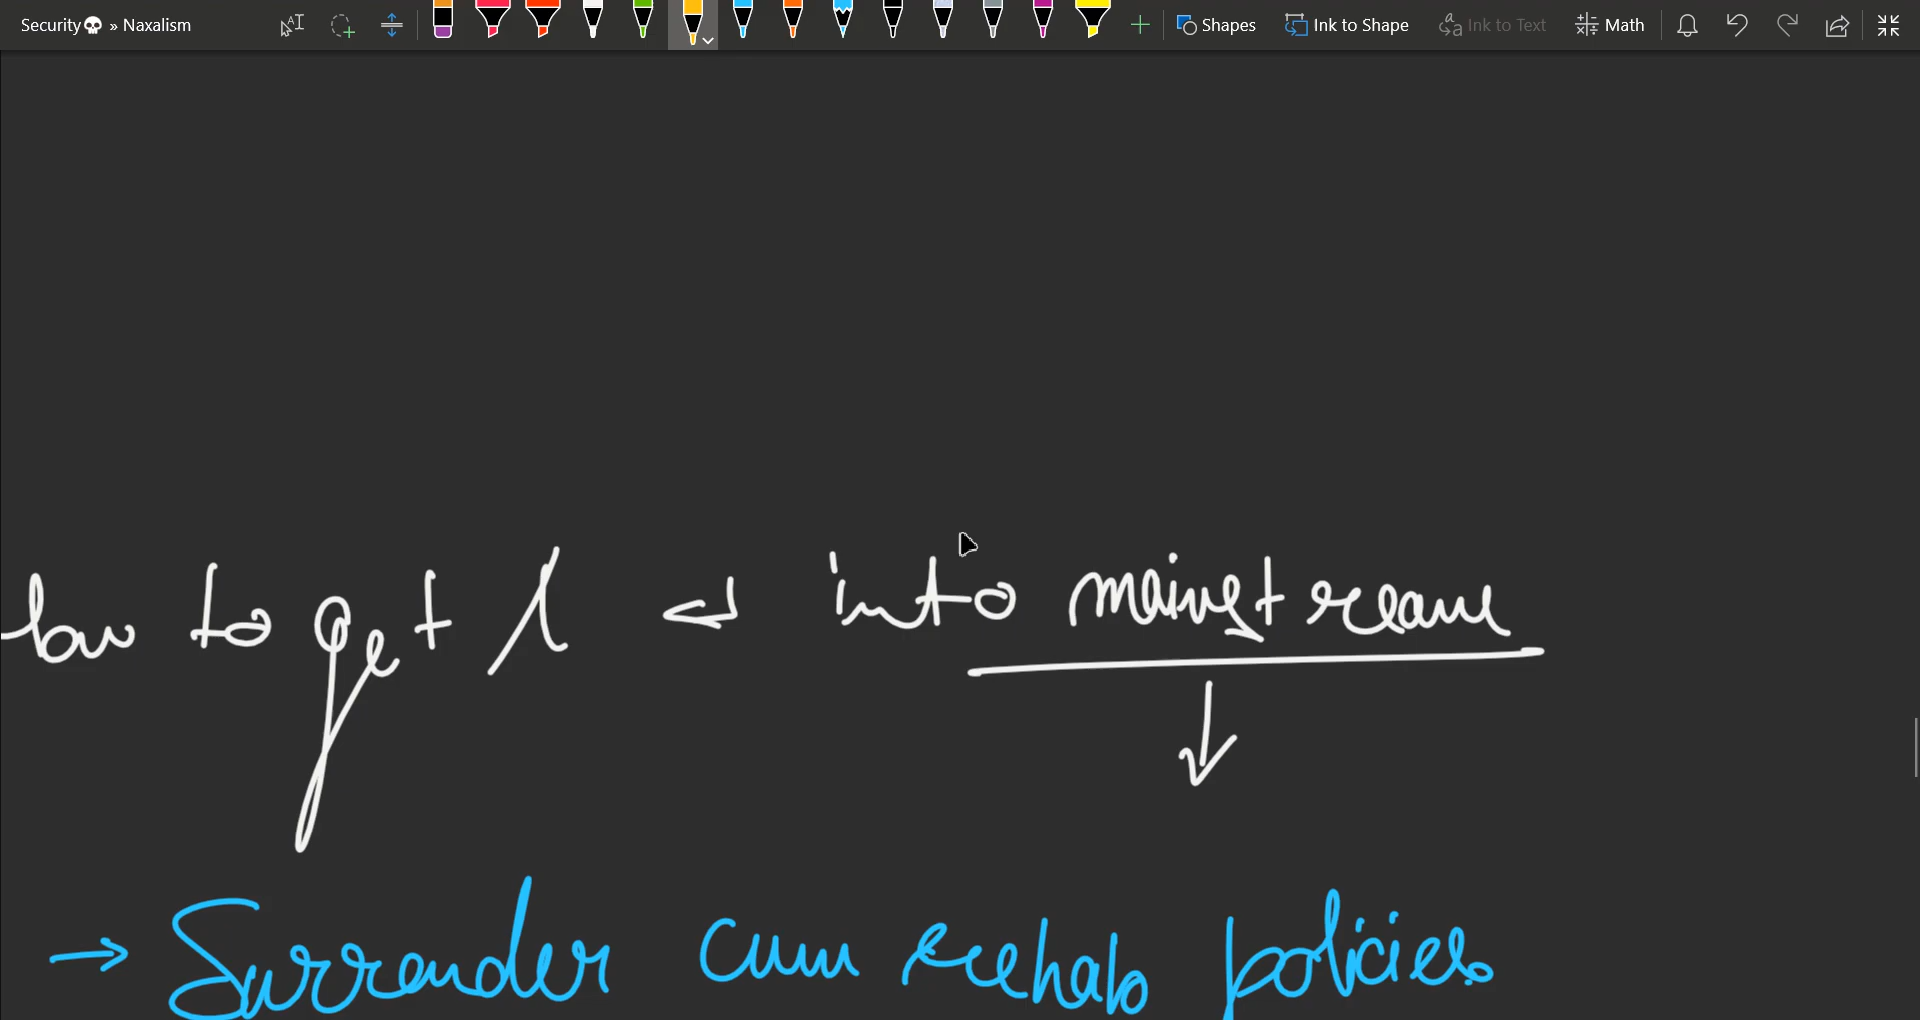 Security💀 » Naxalism Shapes Ink to Shape Ink to Text Math
how to get into mainstream
→ Surrender cum rehab policies